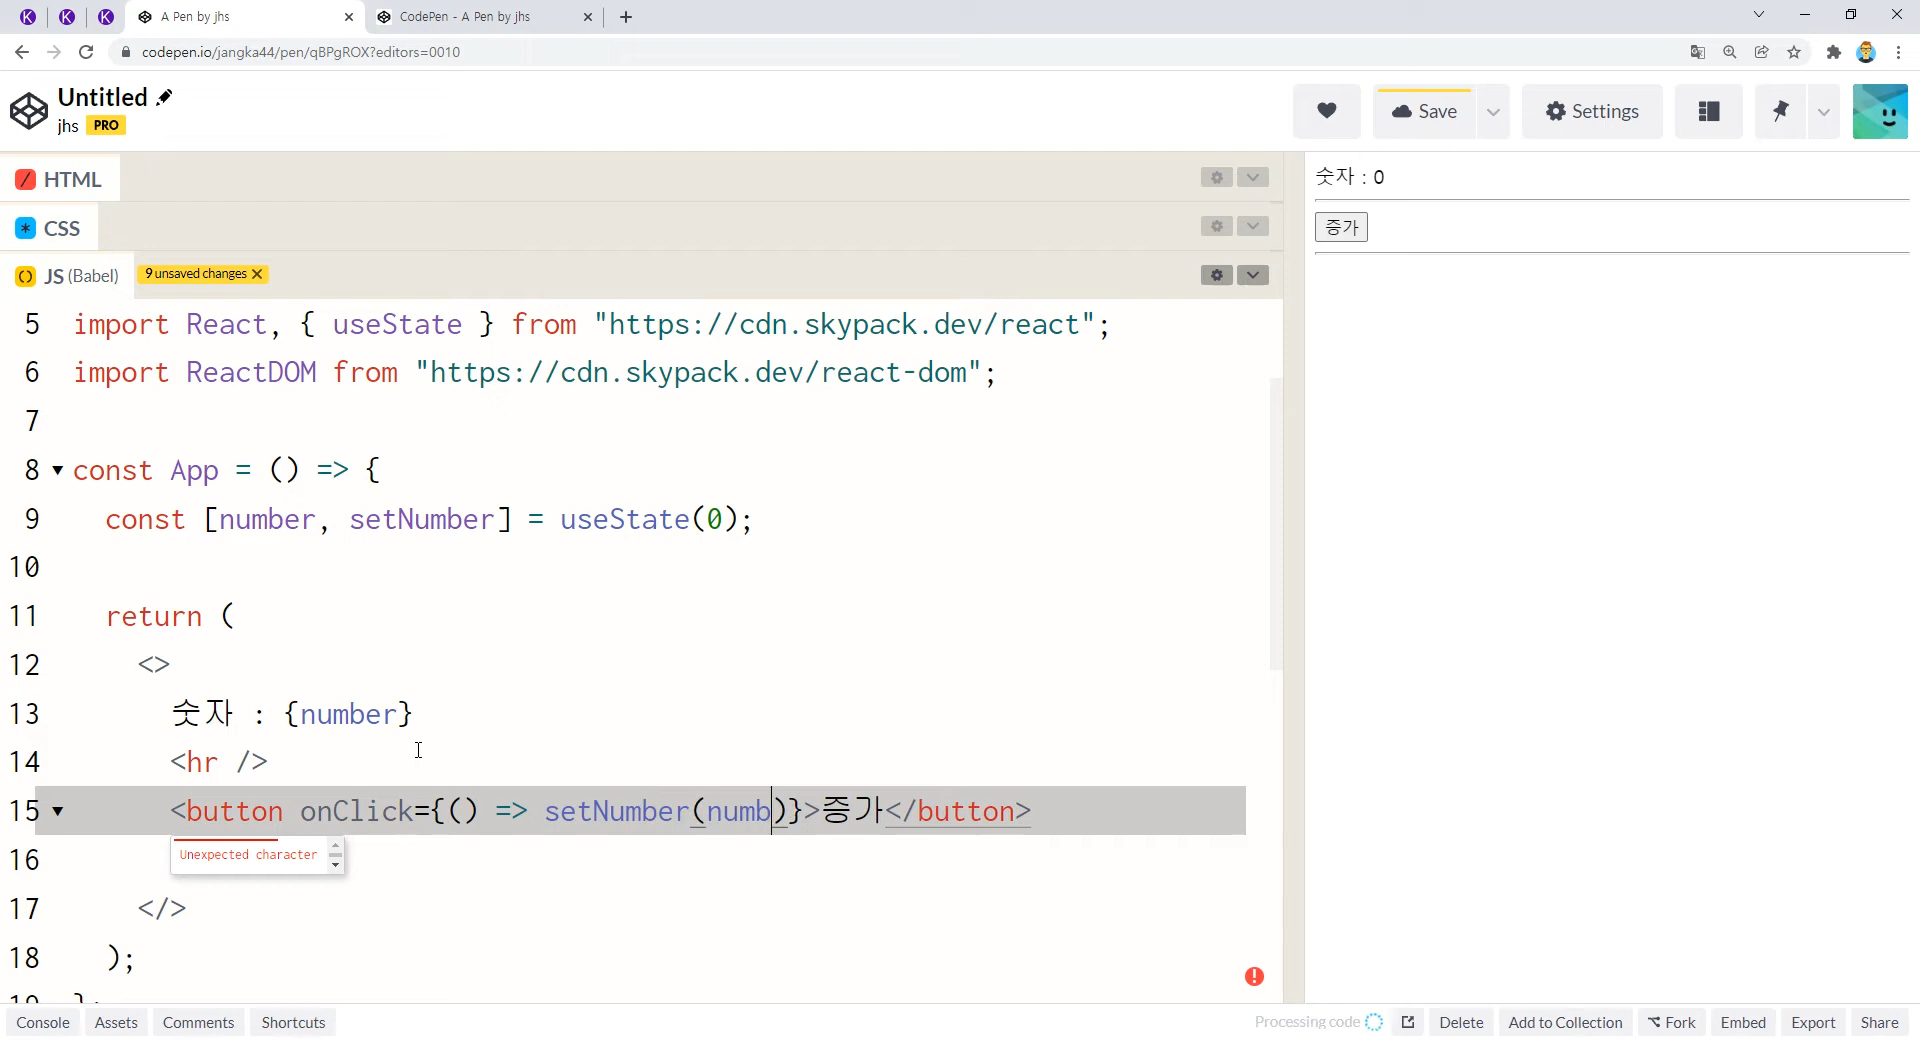 A Pen by jhs
CodePen - A Pen by jhs
codepen.io/jangka44/pen/qBPgROX?editors=0010
Untitled
jhs PRO
Save
Settings
HTML
CSS
JS (Babel)
9 unsaved changes
숫자 : 0
증가
5 import React, { useState } from "https://cdn.skypack.dev/react";
6 import ReactDOM from "https://cdn.skypack.dev/react-dom";
7
8 const App = () => {
9 const [number, setNumber] = useState(0);
10
11 return (
12 <>
13 숫자 : {number}
14 <hr />
15 <button onClick={() => setNumber(numb)}>증가</button>
Unexpected character
16
17 </>
18 );
19 };
Console Assets Comments Shortcuts
Processing code
Delete Add to Collection Fork Embed Export Share